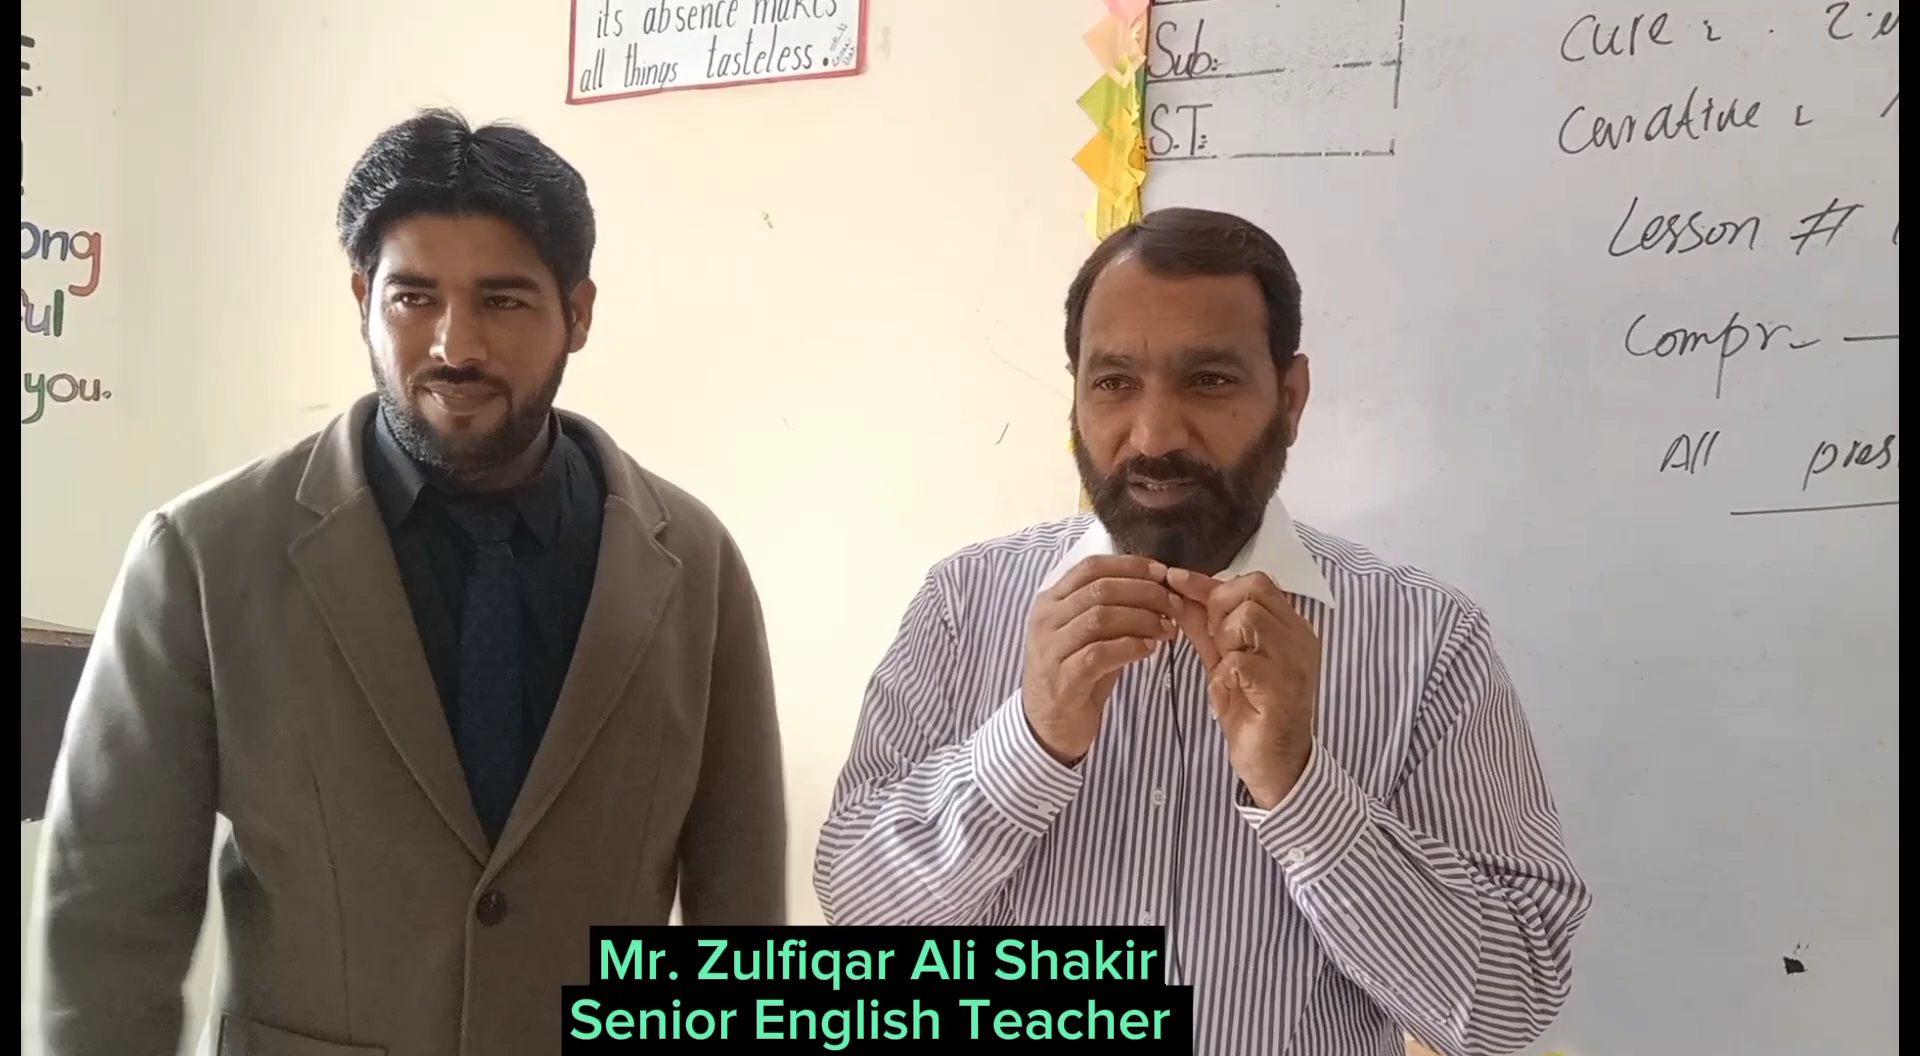 its absence makes
all things tasteless.
ong
ul
you.
Sub:
S.T:
Cure :
Curative :
Lesson #
Compr. —
All pres
Mr. Zulfiqar Ali Shakir
Senior English Teacher